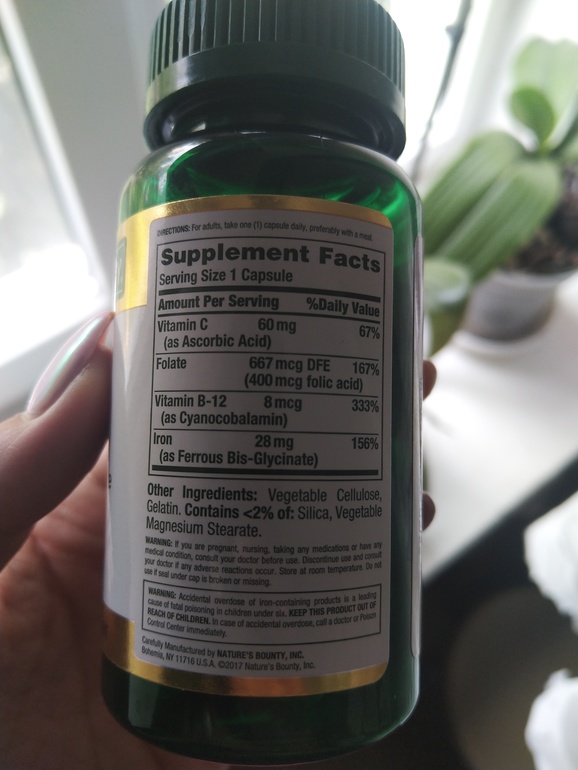 DIRECTIONS: For adults, take one (1) capsule daily, preferably with a meal.
Supplement Facts
Serving Size 1 Capsule
Amount Per Serving %Daily Value
Vitamin C 60 mg 67%
(as Ascorbic Acid)
Folate 667 mcg DFE 167%
(400 mcg folic acid)
Vitamin B-12 8 mcg 333%
(as Cyanocobalamin)
Iron 28 mg 156%
(as Ferrous Bis-Glycinate)
Other Ingredients: Vegetable Cellulose,
Gelatin. Contains <2% of: Silica, Vegetable
Magnesium Stearate.
WARNING: If you are pregnant, nursing, taking any medications or have any
medical condition, consult your doctor before use. Discontinue use and consult
your doctor if any adverse reactions occur. Store at room temperature. Do not
use if seal under cap is broken or missing.
WARNING: Accidental overdose of iron-containing products is a leading
cause of fatal poisoning in children under six. KEEP THIS PRODUCT OUT OF
REACH OF CHILDREN. In case of accidental overdose, call a doctor or Poison
Control Center immediately.
Carefully Manufactured by NATURE'S BOUNTY, INC.
Bohemia, NY 11716 U.S.A. ©2017 Nature's Bounty, Inc.